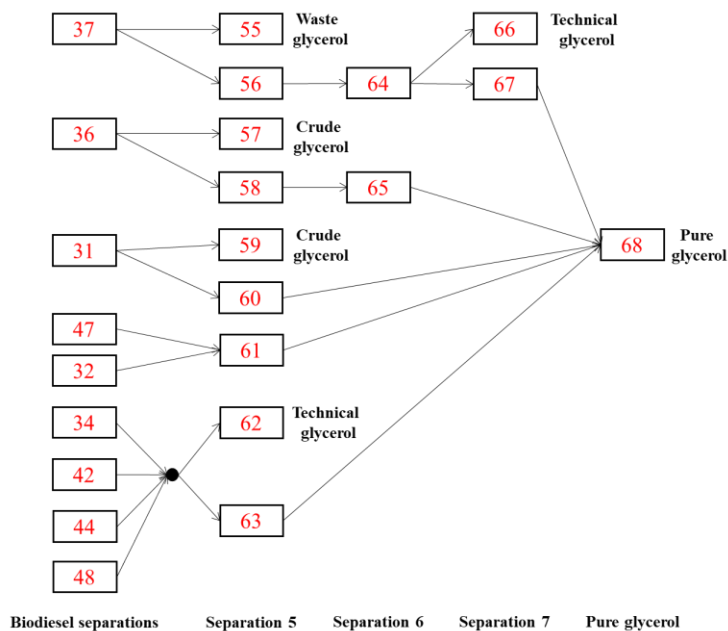 37
55
Waste
glycerol
66
Technical
glycerol
56
64
67
36
57
Crude
glycerol
58
65
31
59
Crude
glycerol
68
Pure
glycerol
60
47
61
32
34
62
Technical
glycerol
42
63
44
48
Biodiesel separations
Separation 5
Separation 6
Separation 7
Pure glycerol